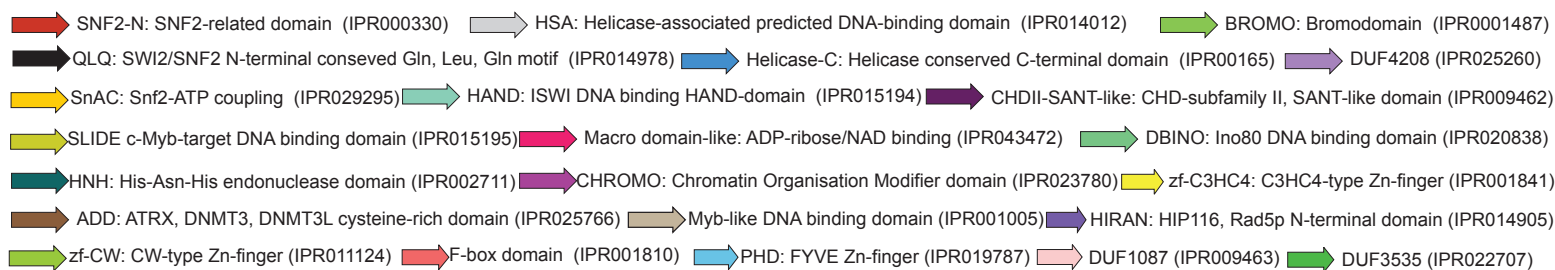 SNF2-N: SNF2-related domain (IPR000330) HSA: Helicase-associated predicted DNA-binding domain (IPR014012) BROMO: Bromodomain (IPR0001487)
QLQ: SWI2/SNF2 N-terminal conseved Gln, Leu, Gln motif (IPR014978) Helicase-C: Helicase conserved C-terminal domain (IPR00165) DUF4208 (IPR025260)
SnAC: Snf2-ATP coupling (IPR029295) HAND: ISWI DNA binding HAND-domain (IPR015194) CHDII-SANT-like: CHD-subfamily II, SANT-like domain (IPR009462)
SLIDE c-Myb-target DNA binding domain (IPR015195) Macro domain-like: ADP-ribose/NAD binding (IPR043472) DBINO: Ino80 DNA binding domain (IPR020838)
HNH: His-Asn-His endonuclease domain (IPR002711) CHROMO: Chromatin Organisation Modifier domain (IPR023780) zf-C3HC4: C3HC4-type Zn-finger (IPR001841)
ADD: ATRX, DNMT3, DNMT3L cysteine-rich domain (IPR025766) Myb-like DNA binding domain (IPR001005) HIRAN: HIP116, Rad5p N-terminal domain (IPR014905)
zf-CW: CW-type Zn-finger (IPR011124) F-box domain (IPR001810) PHD: FYVE Zn-finger (IPR019787) DUF1087 (IPR009463) DUF3535 (IPR022707)